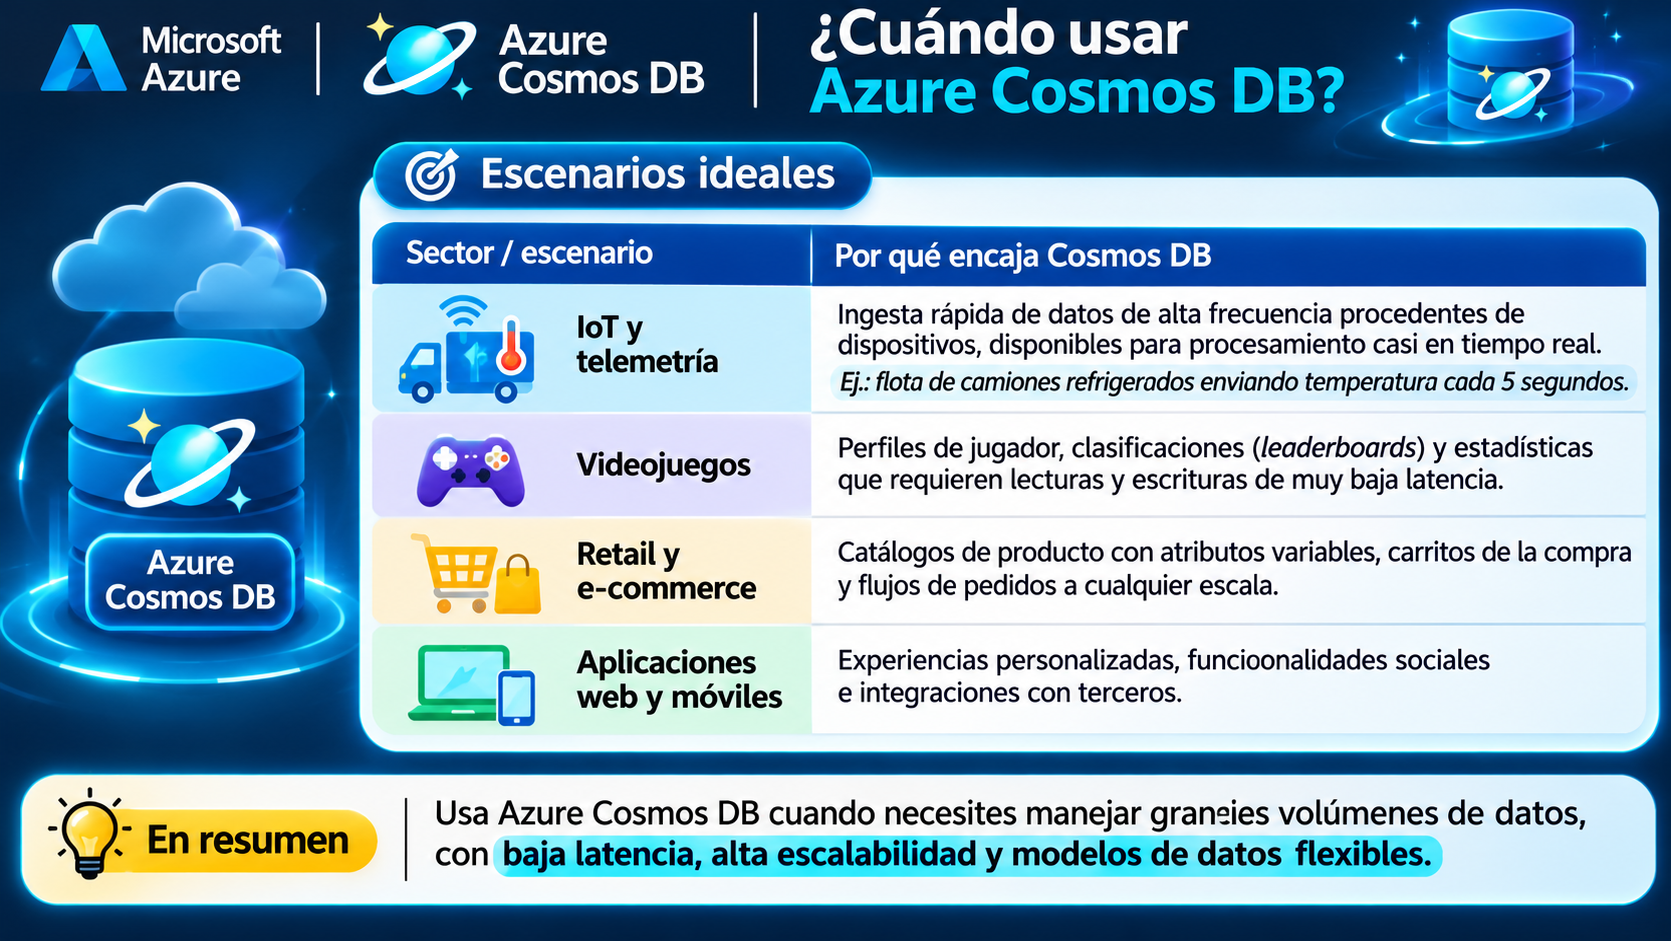 Microsoft
Azure
Azure
Cosmos DB
¿Cuándo usar
Azure Cosmos DB?
Escenarios ideales
Sector / escenario
Por qué encaja Cosmos DB
IoT y
telemetría
Ingesta rápida de datos de alta frecuencia procedentes de
dispositivos, disponibles para procesamiento casi en tiempo real.
Ej.: flota de camiones refrigerados enviando temperatura cada 5 segundos.
Videojuegos
Perfiles de jugador, clasificaciones (leaderboards) y estadísticas
que requieren lecturas y escrituras de muy baja latencia.
Retail y
e-commerce
Catálogos de producto con atributos variables, carritos de la compra
y flujos de pedidos a cualquier escala.
Aplicaciones
web y móviles
Experiencias personalizadas, funcioonalidades sociales
e integraciones con terceros.
Azure
Cosmos DB
En resumen
Usa Azure Cosmos DB cuando necesites manejar volúmenes de datos,
con baja latencia, alta escalabilidad y modelos de datos flexibles.